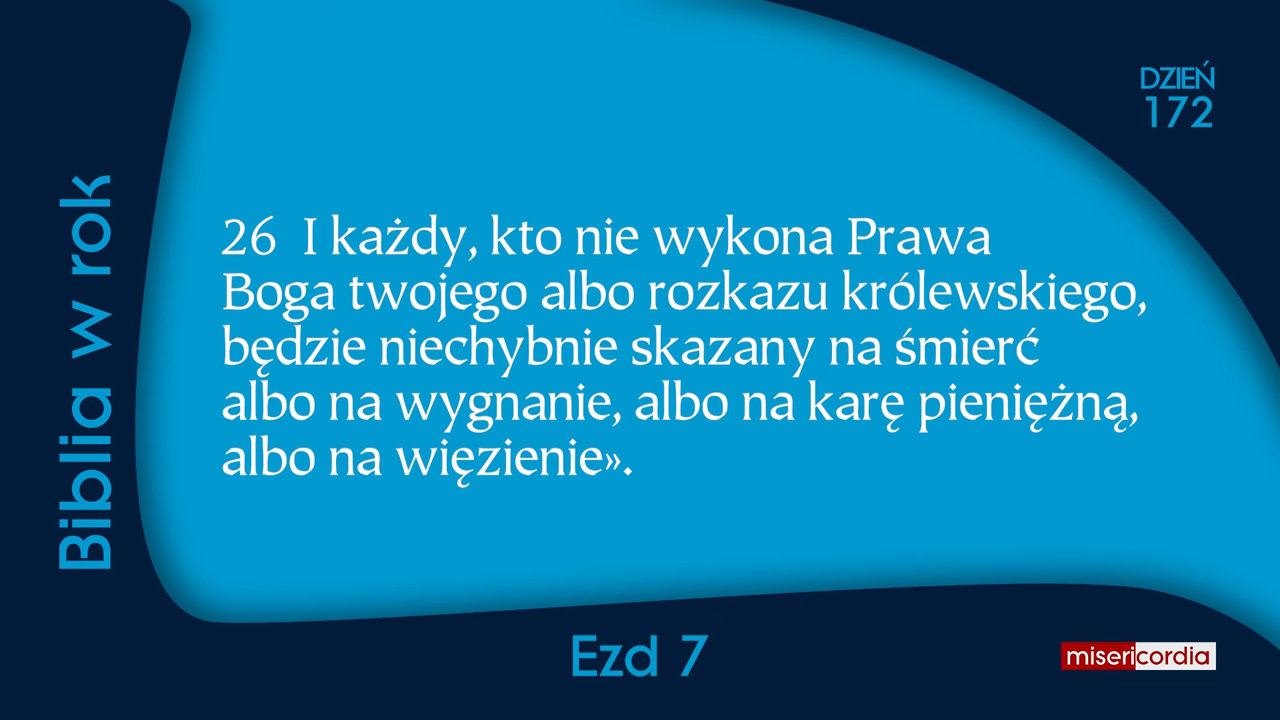 DZIEŃ
172
Biblia w rok
26 I każdy, kto nie wykona Prawa
Boga twojego albo rozkazu królewskiego,
będzie niechybnie skazany na śmierć
albo na wygnanie, albo na karę pieniężną,
albo na więzienie».
Ezd 7
misericordia